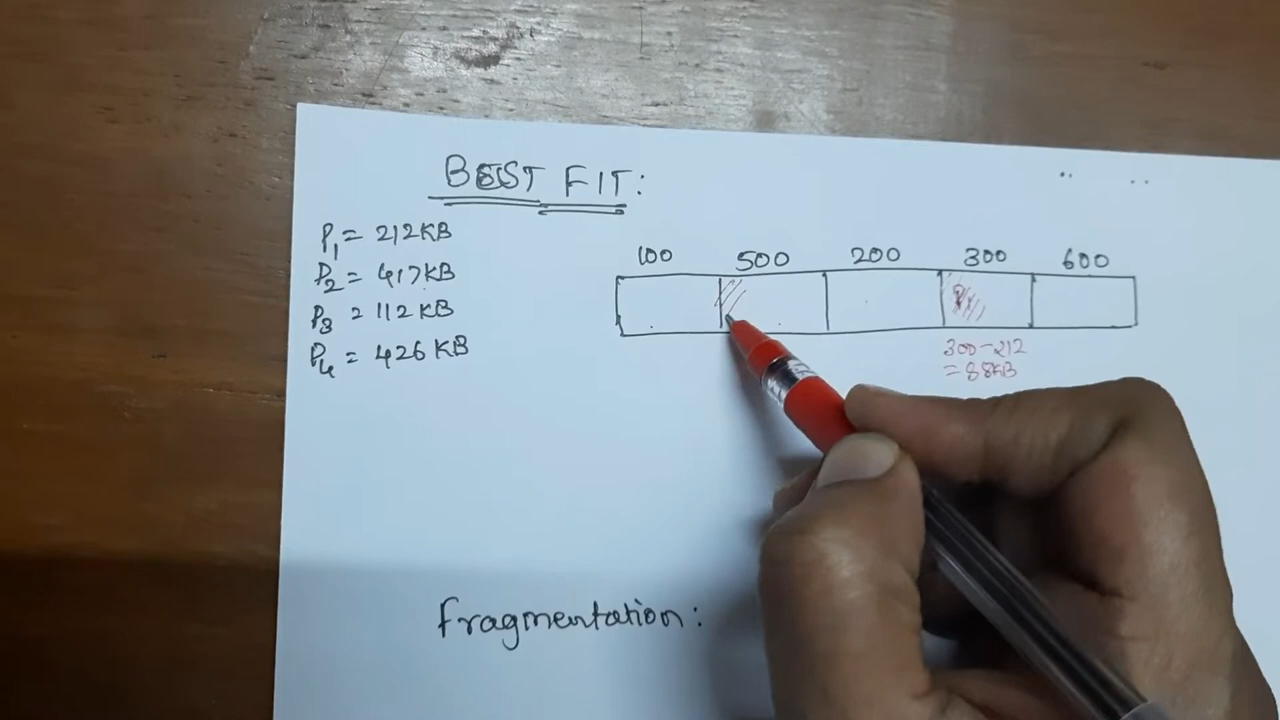 BEST FIT:
P1 = 212KB
P2 = 417KB
P3 = 112KB
P4 = 426KB
100 500 200 300 600
P1
300-212
= 88KB
fragmentation: